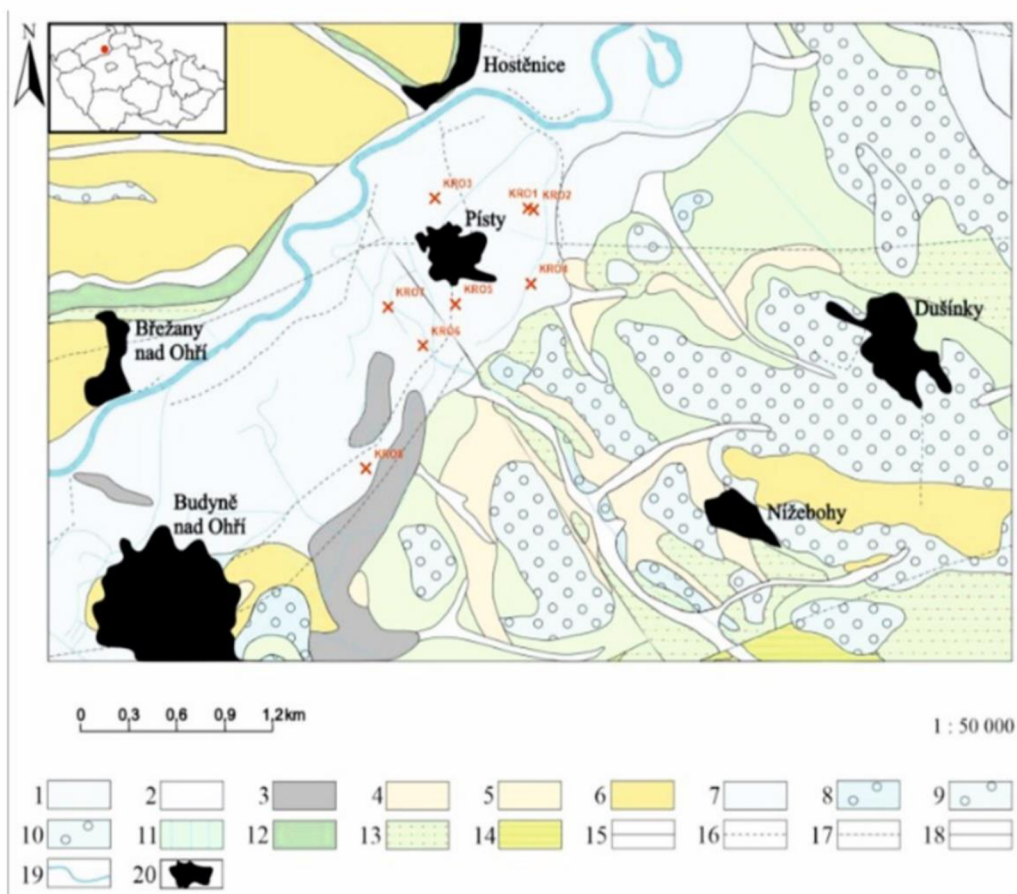 N
Hostěnice
KRO3
KRO1 KRO2
Písty
KRO4
KRO7
KRO5
Dušínky
Břežany
nad Ohří
KRO6
KRO8
Budyně
nad Ohří
Nížebohy
0 0,3 0,6 0,9 1,2km
1 : 50 000
1 2 3 4 5 6 7 8 9
10 11 12 13 14 15 16 17 18
19 20